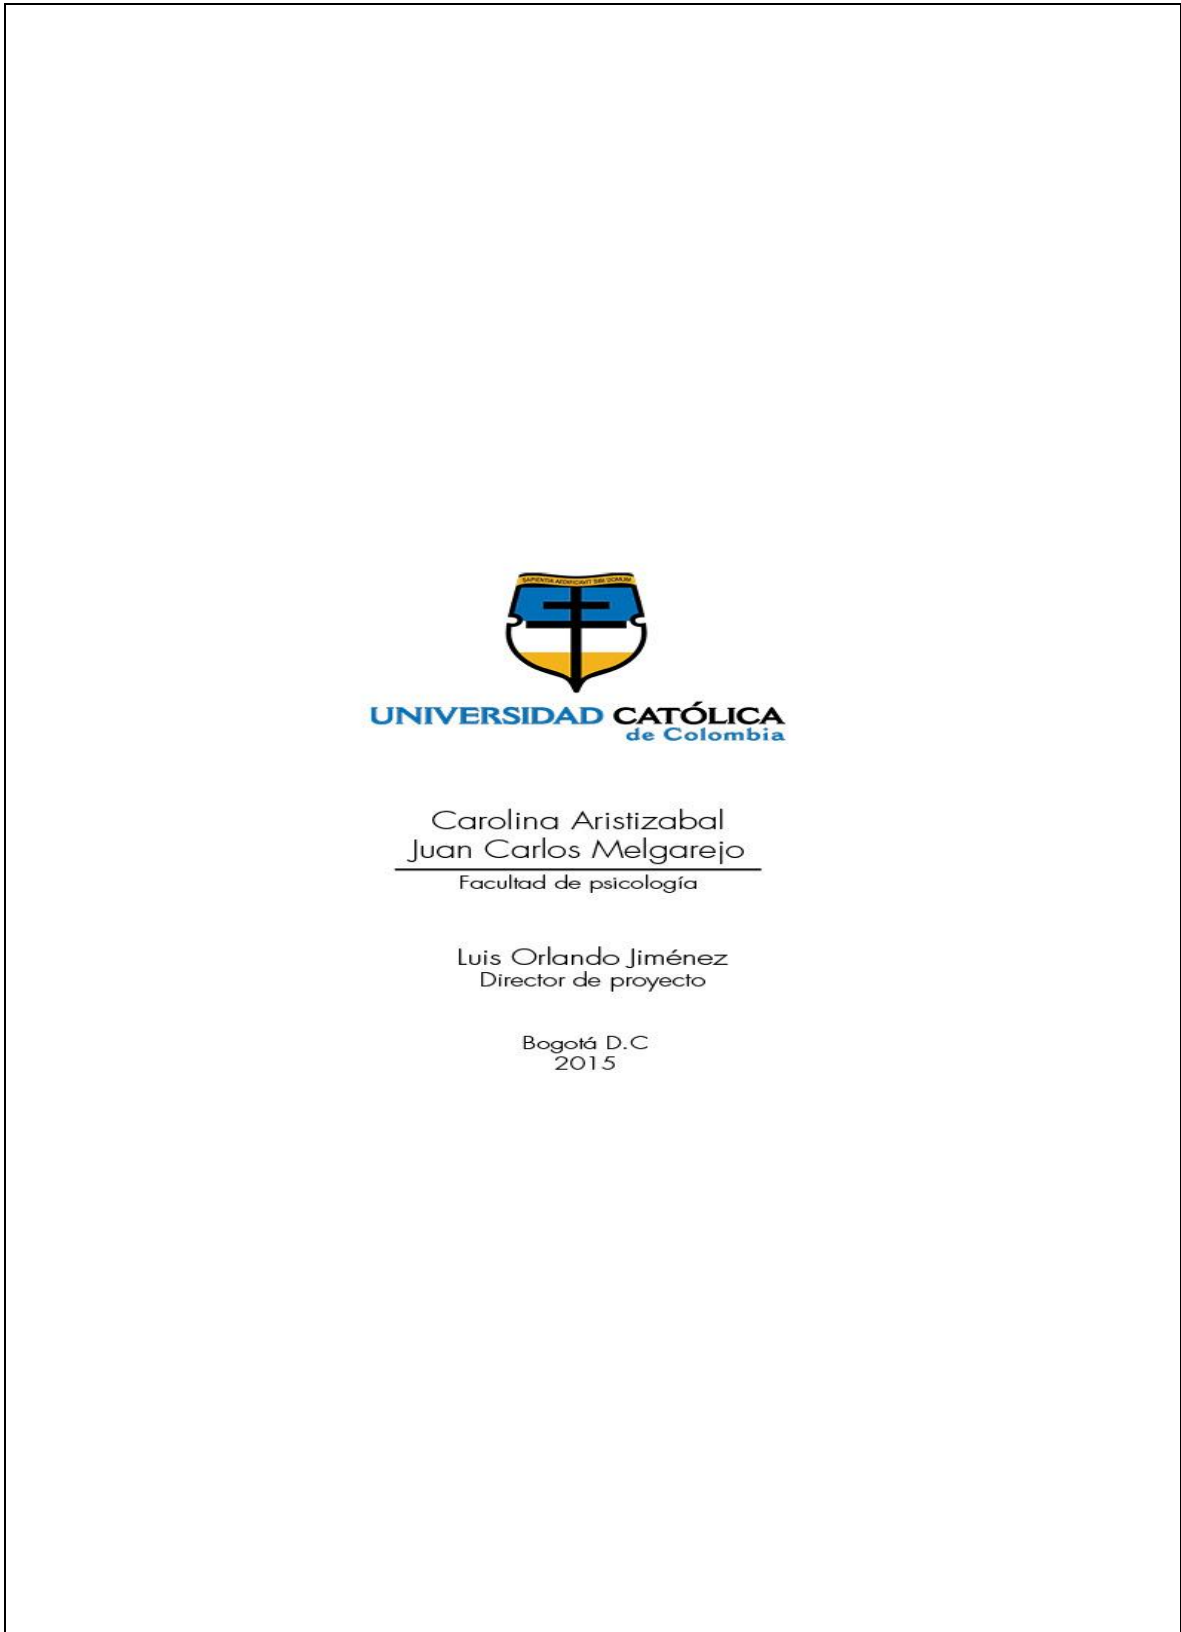 SAPIENTIA AEDIFICAVIT SIBI DOMUM
UNIVERSIDAD CATÓLICA
de Colombia
Carolina Aristizabal
Juan Carlos Melgarejo
Facultad de psicología
Luis Orlando Jiménez
Director de proyecto
Bogotá D.C
2015